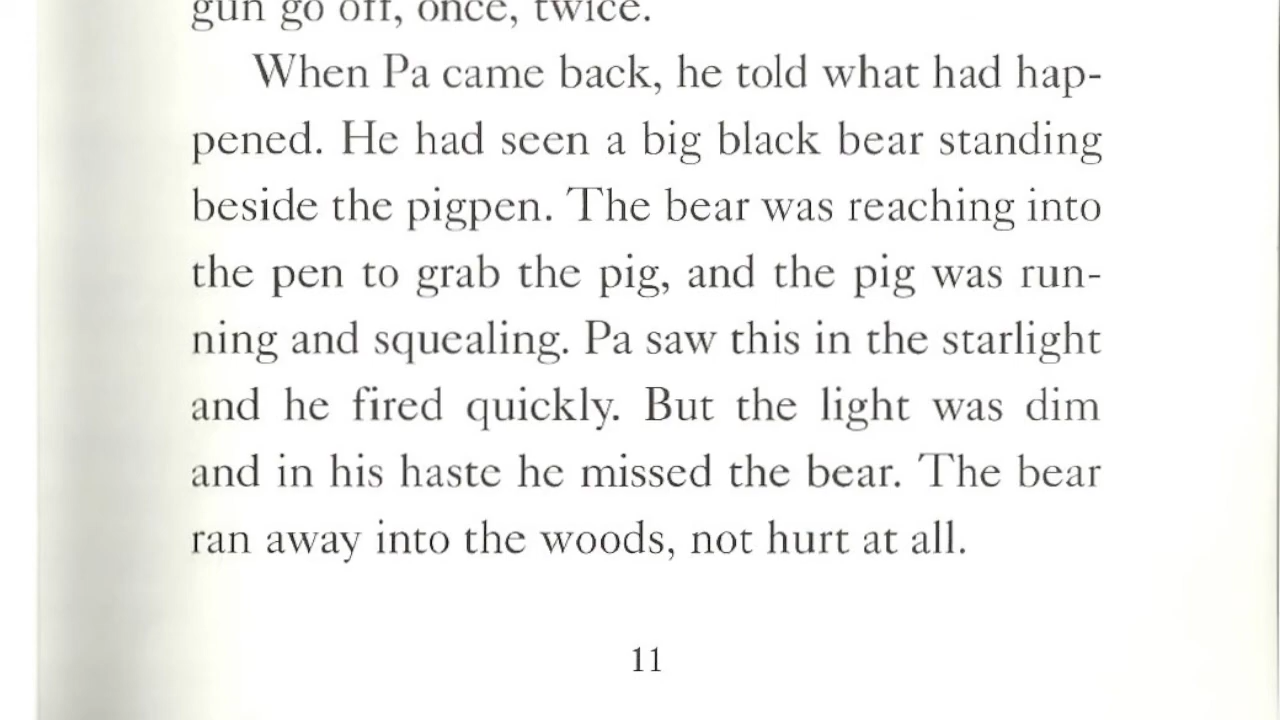 gun go off, once, twice.
When Pa came back, he told what had hap-
pened. He had seen a big black bear standing
beside the pigpen. The bear was reaching into
the pen to grab the pig, and the pig was run-
ning and squealing. Pa saw this in the starlight
and he fired quickly. But the light was dim
and in his haste he missed the bear. The bear
ran away into the woods, not hurt at all.
11